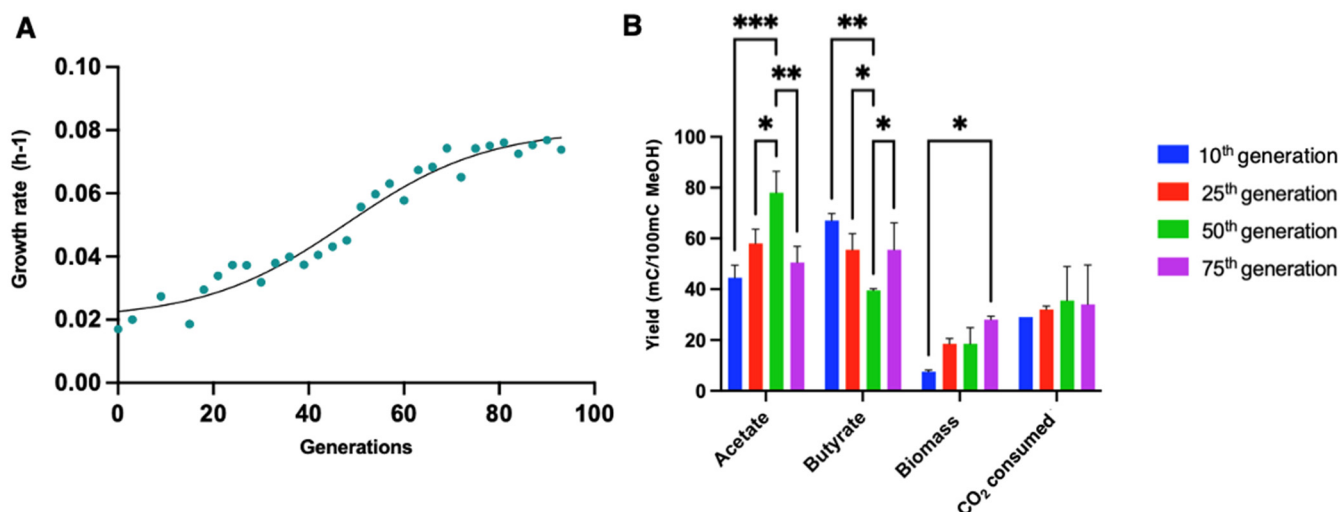 A
Growth rate (h-1)
0.10
0.08
0.06
0.04
0.02
0.00
0 20 40 60 80 100
Generations
B
Yield (mC/100mC MeOH)
100
80
60
40
20
0
*** **
** *
* * *
Acetate
Butyrate
Biomass
CO₂ consumed
10th generation
25th generation
50th generation
75th generation